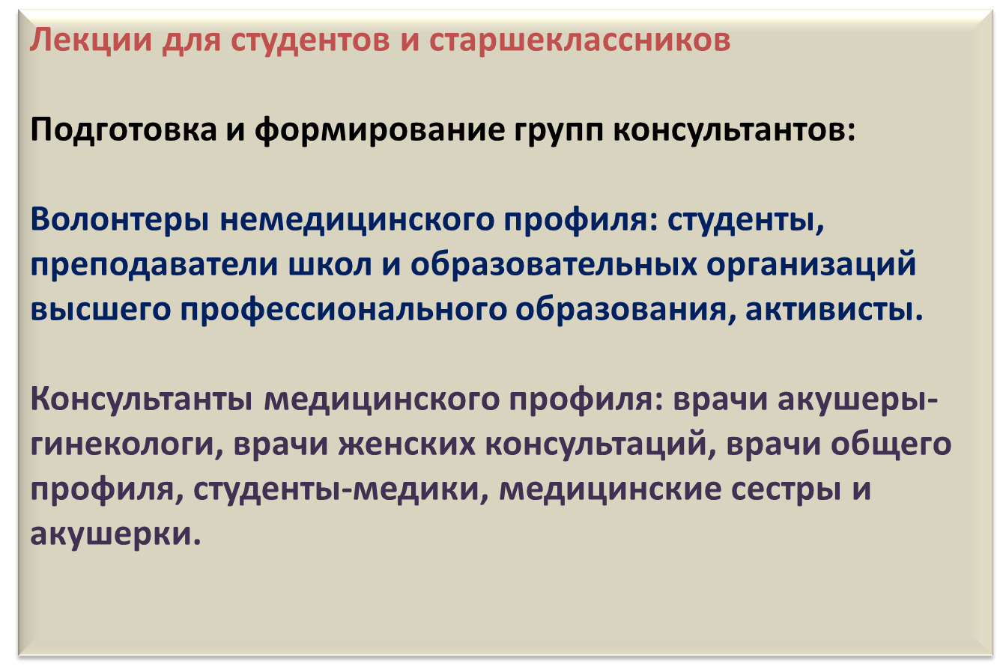 Лекции для студентов и старшеклассников
Подготовка и формирование групп консультантов:
Волонтеры немедицинского профиля: студенты,
преподаватели школ и образовательных организаций
высшего профессионального образования, активисты.
Консультанты медицинского профиля: врачи акушеры-
гинекологи, врачи женских консультаций, врачи общего
профиля, студенты-медики, медицинские сестры и
акушерки.